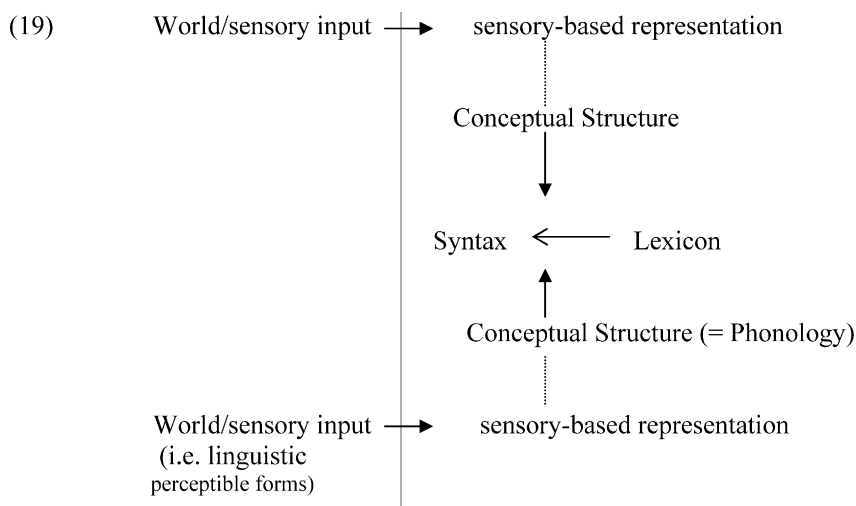 (19) World/sensory input sensory-based representation
Conceptual Structure
Syntax Lexicon
Conceptual Structure (= Phonology)
World/sensory input sensory-based representation
(i.e. linguistic
perceptible forms)